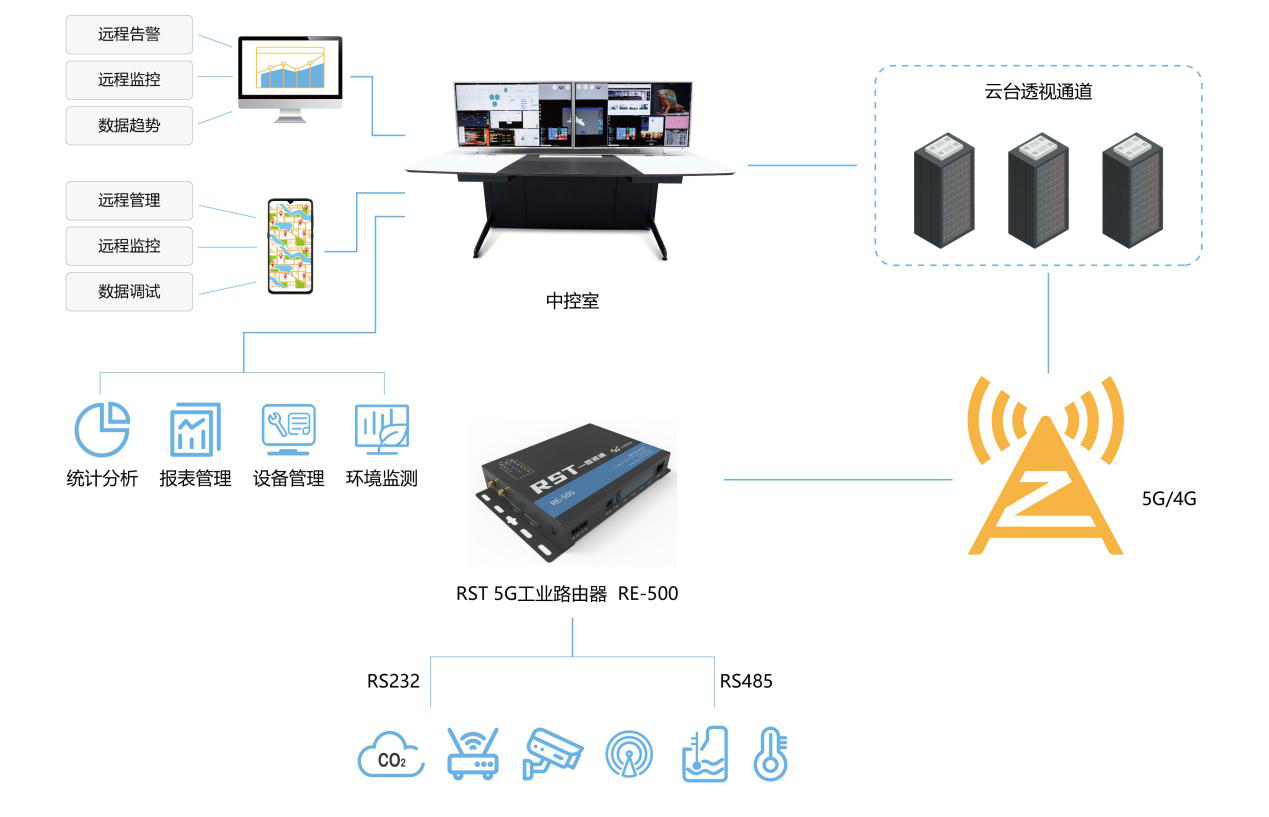 远程告警
远程监控
数据趋势
云台透视通道
远程管理
远程监控
数据调试
中控室
统计分析
报表管理
设备管理
环境监测
RST
5G
RE-500
5G/4G
RST 5G工业路由器 RE-500
RS232
RS485
CO₂